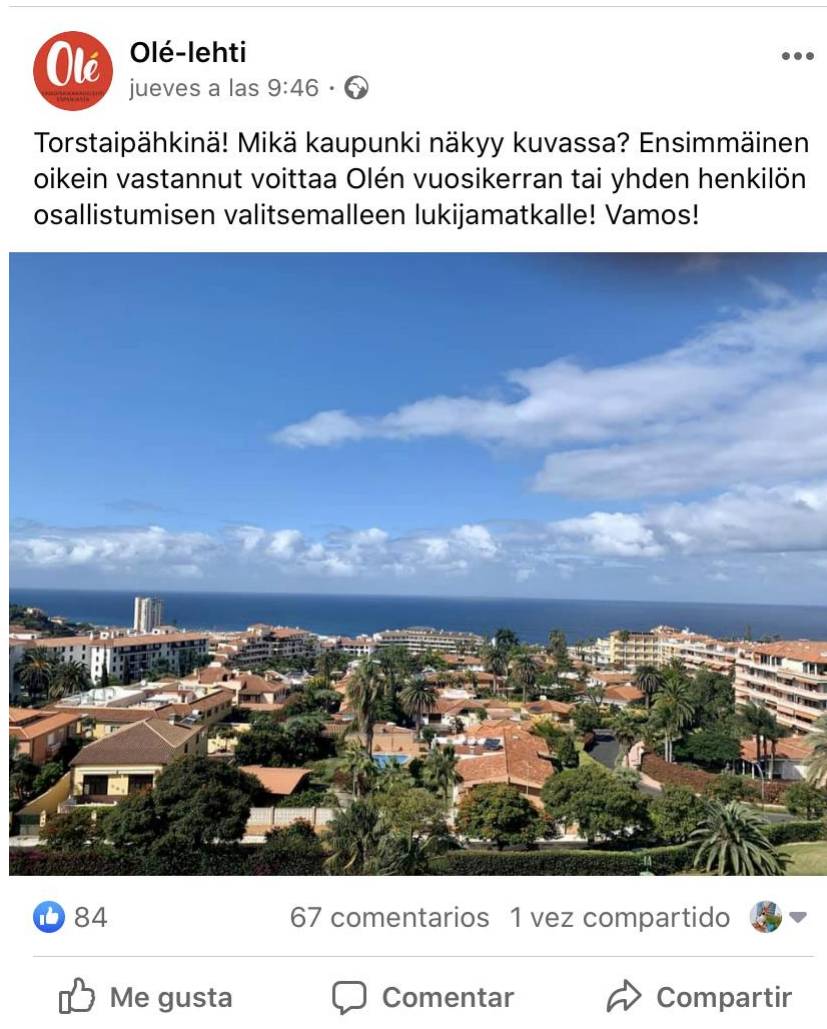 Olé
Olé-lehti
jueves a las 9:46 ·
Torstaipähkinä! Mikä kaupunki näkyy kuvassa? Ensimmäinen
oikein vastannut voittaa Olén vuosikerran tai yhden henkilön
osallistumisen valitsemalleen lukijamatkalle! Vamos!
84
67 comentarios 1 vez compartido
Me gusta
Comentar
Compartir